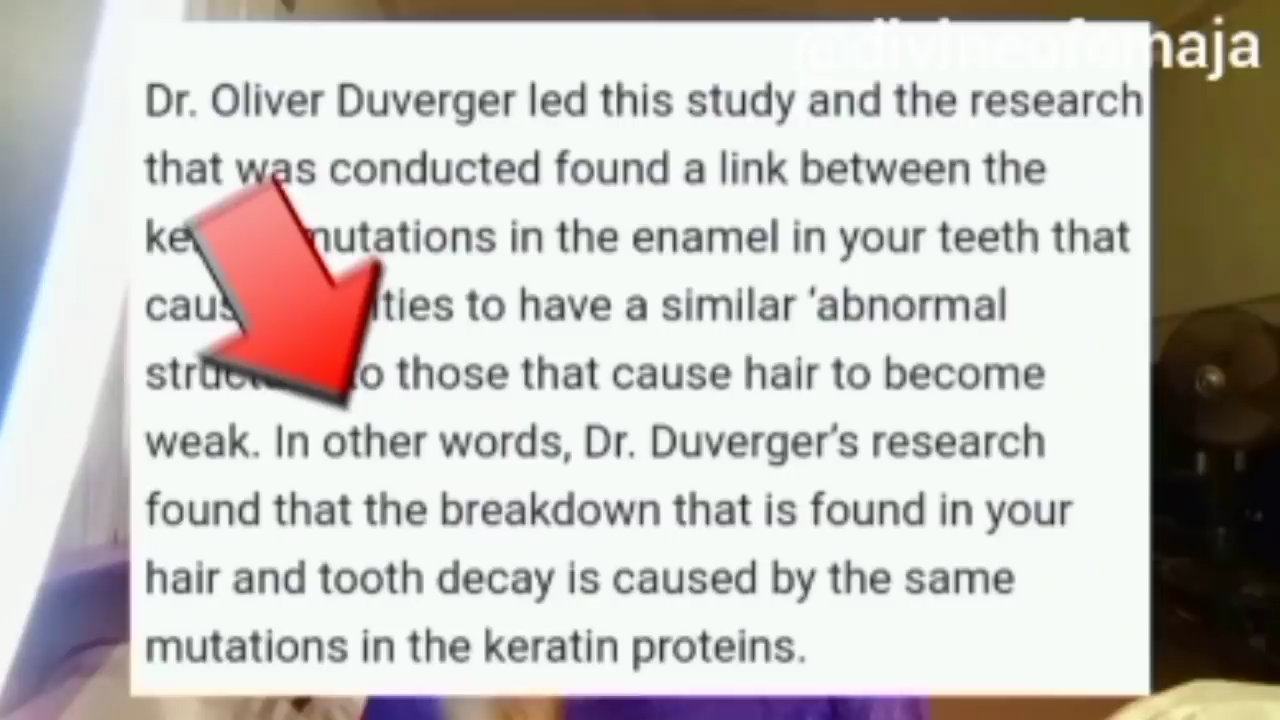 Dr. Oliver Duverger led this study and the research
that was conducted found a link between the
mutations in the enamel in your teeth that
to have a similar ‘abnormal
to those that cause hair to become
weak. In other words, Dr. Duverger’s research
found that the breakdown that is found in your
hair and tooth decay is caused by the same
mutations in the keratin proteins.